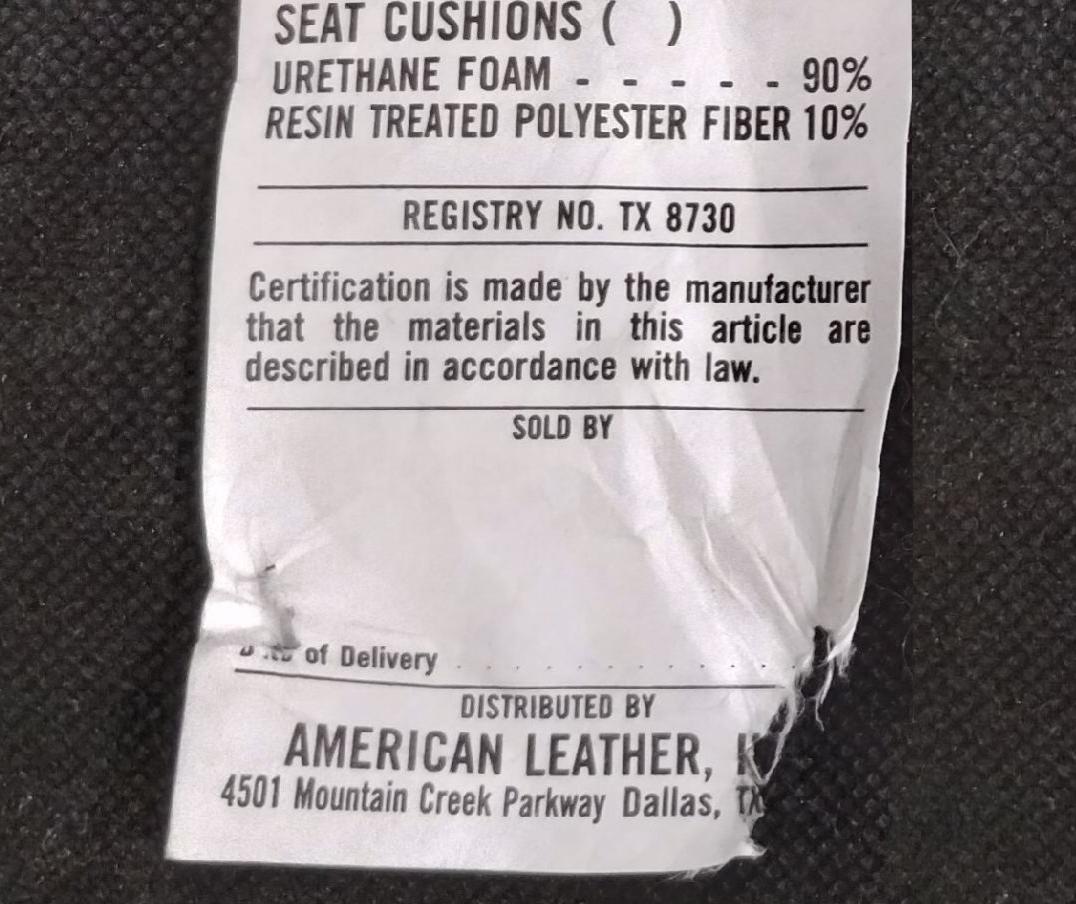 SEAT CUSHIONS ( )
URETHANE FOAM - - - - - 90%
RESIN TREATED POLYESTER FIBER 10%
REGISTRY NO. TX 8730
Certification is made by the manufacturer
that the materials in this article are
described in accordance with law.
SOLD BY
of Delivery . . . . . . . . . . . .
DISTRIBUTED BY
AMERICAN LEATHER,
4501 Mountain Creek Parkway Dallas, TX